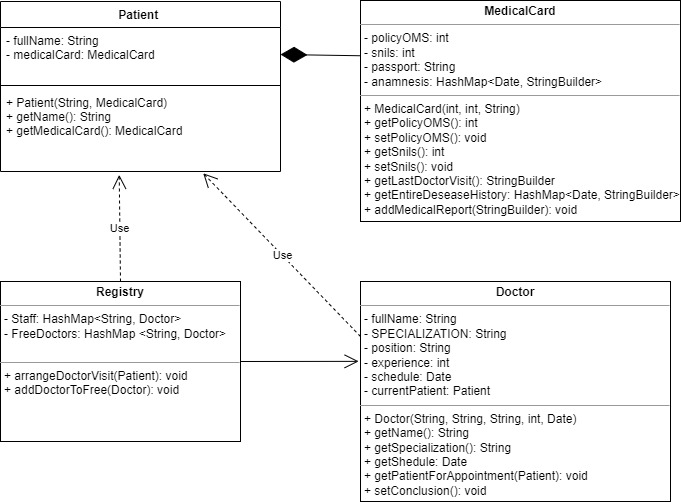 Patient
- fullName: String
- medicalCard: MedicalCard
+ Patient(String, MedicalCard)
+ getName(): String
+ getMedicalCard(): MedicalCard
MedicalCard
- policyOMS: int
- snils: int
- passport: String
- anamnesis: HashMap<Date, StringBuilder>
+ MedicalCard(int, int, String)
+ getPolicyOMS(): int
+ setPolicyOMS(): void
+ getSnils(): int
+ setSnils(): void
+ getLastDoctorVisit(): StringBuilder
+ getEntireDeseaseHistory: HashMap<Date, StringBuilder>
+ addMedicalReport(StringBuilder): void
Use
Use
Registry
- Staff: HashMap<String, Doctor>
- FreeDoctors: HashMap <String, Doctor>
+ arrangeDoctorVisit(Patient): void
+ addDoctorToFree(Doctor): void
Doctor
- fullName: String
- SPECIALIZATION: String
- position: String
- experience: int
- schedule: Date
- currentPatient: Patient
+ Doctor(String, String, String, int, Date)
+ getName(): String
+ getSpecialization(): String
+ getShedule: Date
+ getPatientForAppointment(Patient): void
+ setConclusion(): void